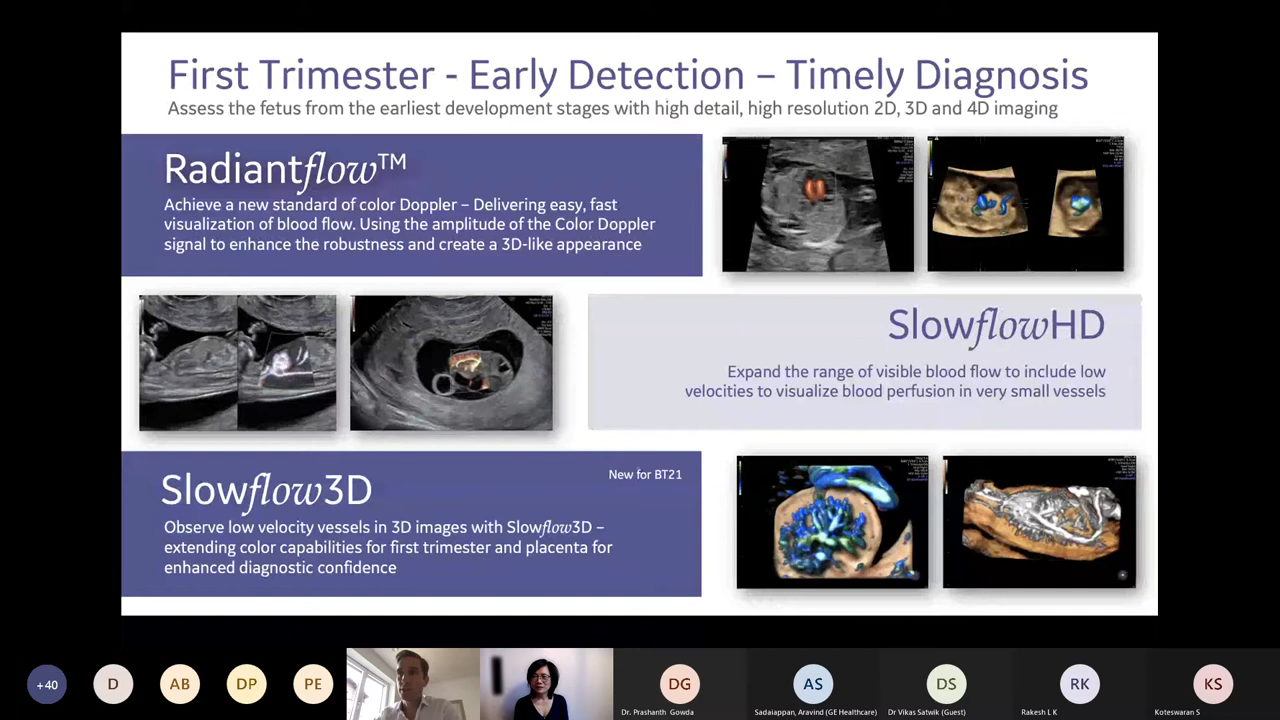 First Trimester - Early Detection – Timely Diagnosis
Assess the fetus from the earliest development stages with high detail, high resolution 2D, 3D and 4D imaging
Radiantflow™
Achieve a new standard of color Doppler – Delivering easy, fast
visualization of blood flow. Using the amplitude of the Color Doppler
signal to enhance the robustness and create a 3D-like appearance
SlowflowHD
Expand the range of visible blood flow to include low
velocities to visualize blood perfusion in very small vessels
Slowflow3D
New for BT21
Observe low velocity vessels in 3D images with Slowflow3D –
extending color capabilities for first trimester and placenta for
enhanced diagnostic confidence
+40
D
AB
DP
PE
DG
AS
DS
RK
KS
Dr. Prashanth Gowda
Sadaiappan, Aravind (GE Healthcare)
Dr Vikas Satwik (Guest)
Rakesh L K
Koteswaran S